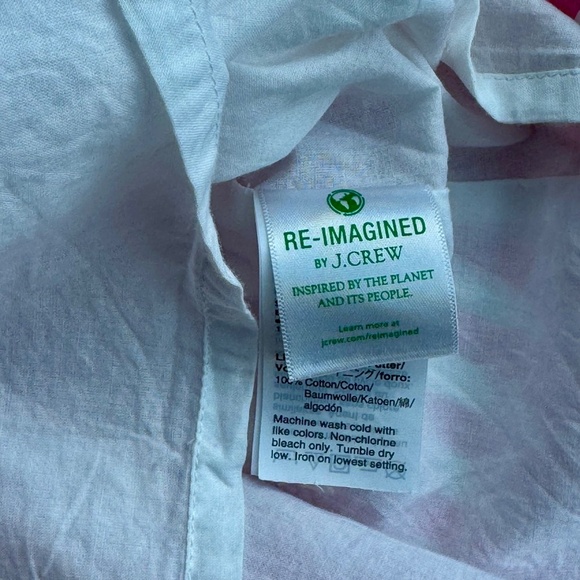 RE-IMAGINED
BY J.CREW
INSPIRED BY THE PLANET
AND ITS PEOPLE.
Learn more at
jcrew.com/reimagined
/forro:
100% Cotton/Coton/
Baumwolle/Katoen/綿/
algodón
Machine wash cold with
like colors. Non-chlorine
bleach only. Tumble dry
low. Iron on lowest setting.